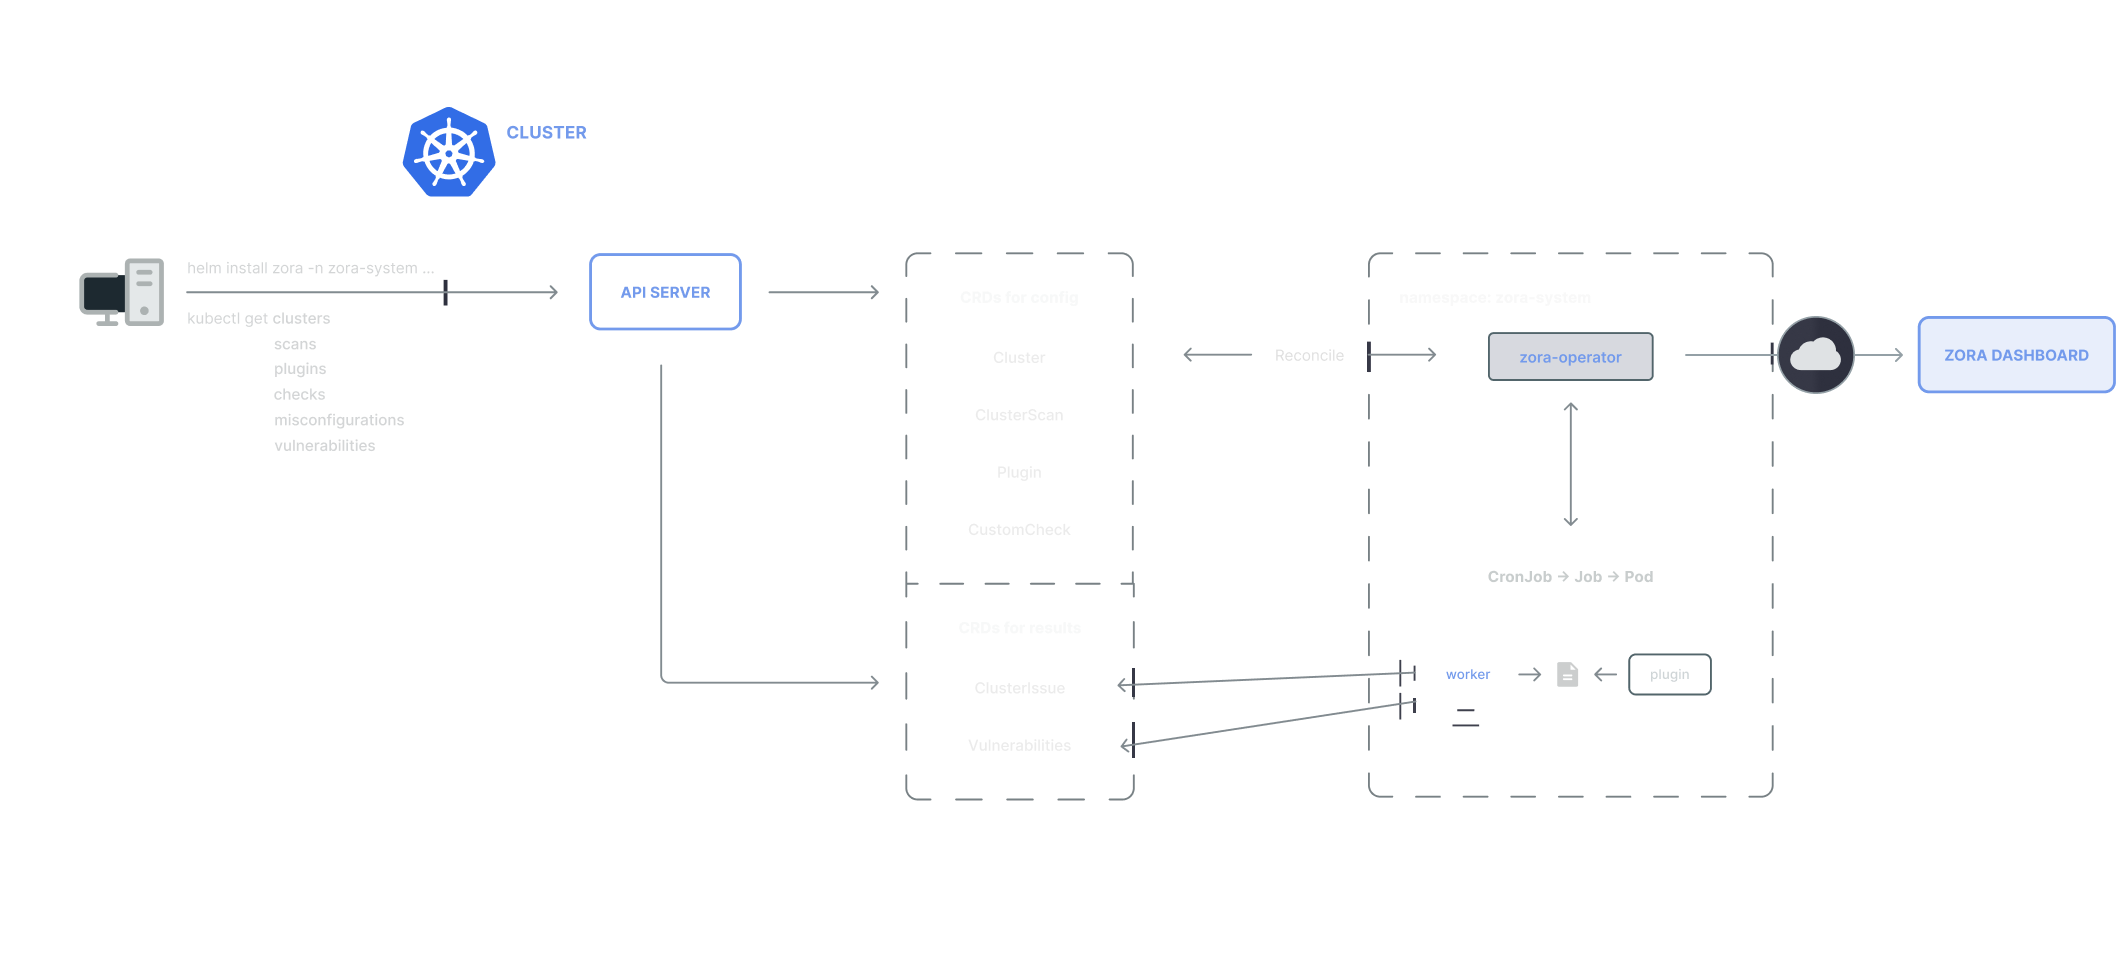 CLUSTER
helm install zora -n zora-system ...
kubectl get clusters
scans
plugins
checks
misconfigurations
vulnerabilities
API SERVER
CRDs for config
Cluster
ClusterScan
Plugin
CustomCheck
CRDs for results
ClusterIssue
Vulnerabilities
Reconcile
namespace: zora-system
zora-operator
CronJob → Job → Pod
worker
plugin
ZORA DASHBOARD